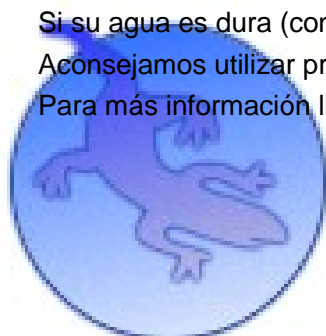 Si su agua es dura (con
Aconsejamos utilizar pr
Para más información l